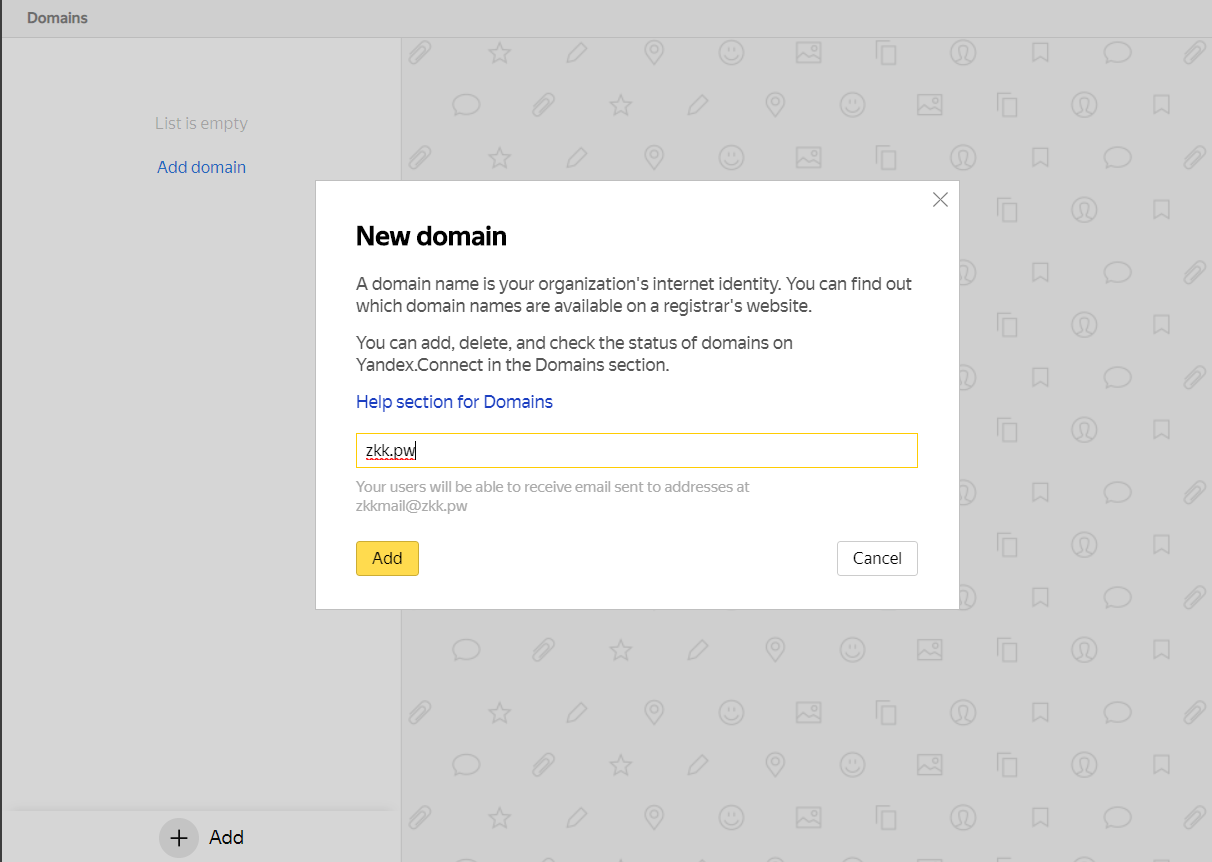 Domains
List is empty
Add domain
New domain
A domain name is your organization's internet identity. You can find out
which domain names are available on a registrar's website.
You can add, delete, and check the status of domains on
Yandex.Connect in the Domains section.
Help section for Domains
zkk.pw
Your users will be able to receive email sent to addresses at
zkkmail@zkk.pw
Add
Cancel
Add